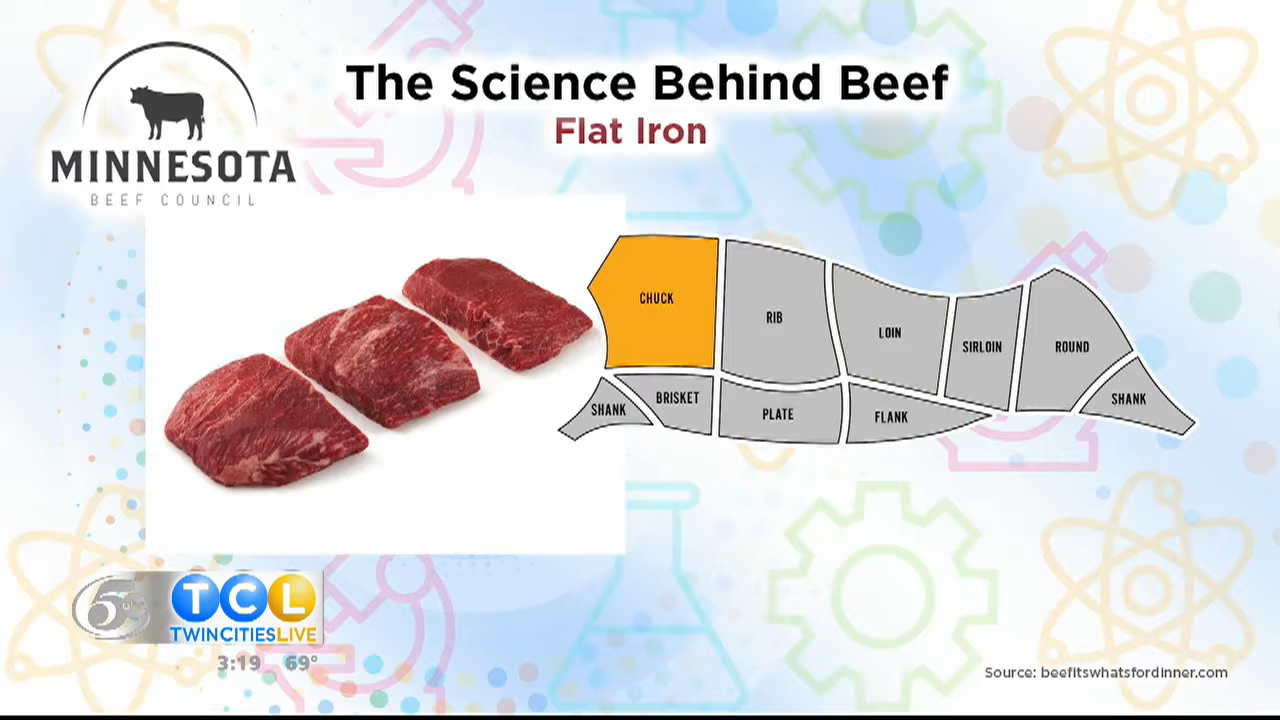 The Science Behind Beef
Flat Iron
MINNESOTA
BEEF COUNCIL
CHUCK
RIB
LOIN
SIRLOIN
ROUND
SHANK
BRISKET
PLATE
FLANK
SHANK
5
TCL
TWINCITIESLIVE
3:19 69°
Source: beefitswhatsfordinner.com